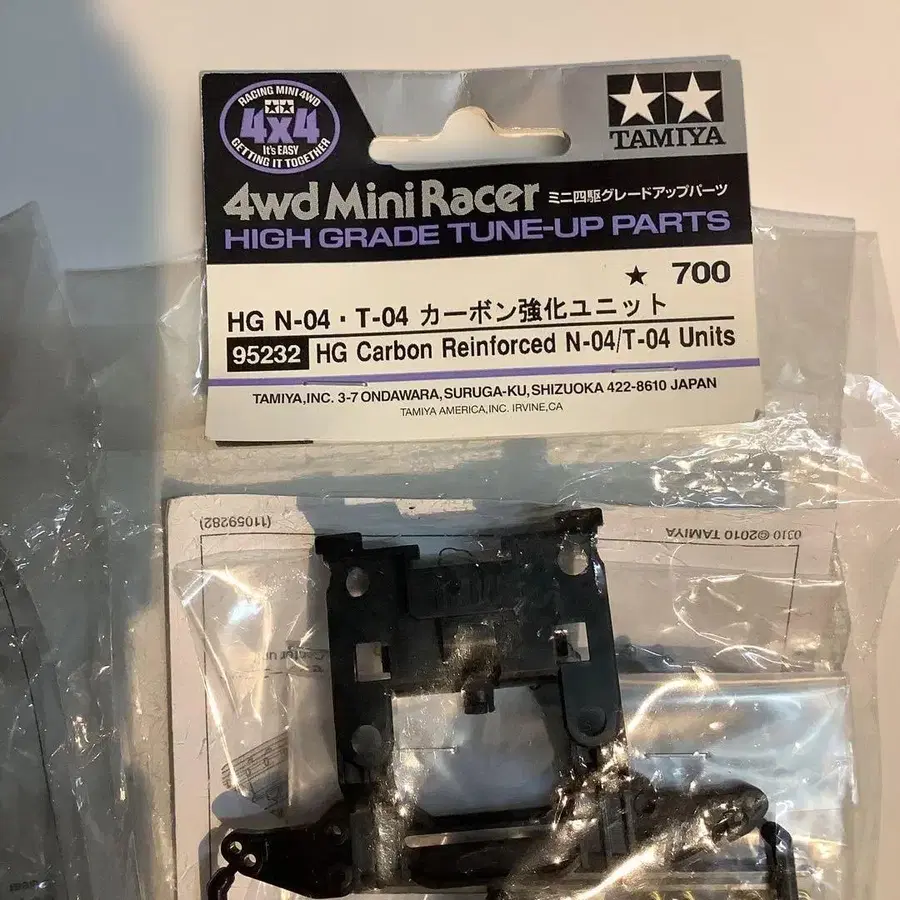 RACING MINI 4WD
4x4
It's EASY
GETTING IT TOGETHER
TAMIYA
4wd Mini Racer ミニ四駆グレードアップパーツ
HIGH GRADE TUNE-UP PARTS
★ 700
HG N-04・T-04 カーボン強化ユニット
95232 HG Carbon Reinforced N-04/T-04 Units
TAMIYA,INC. 3-7 ONDAWARA, SURUGA-KU, SHIZUOKA 422-8610 JAPAN
TAMIYA AMERICA,INC. IRVINE,CA
0310 ©2010 TAMIYA
(11059282)